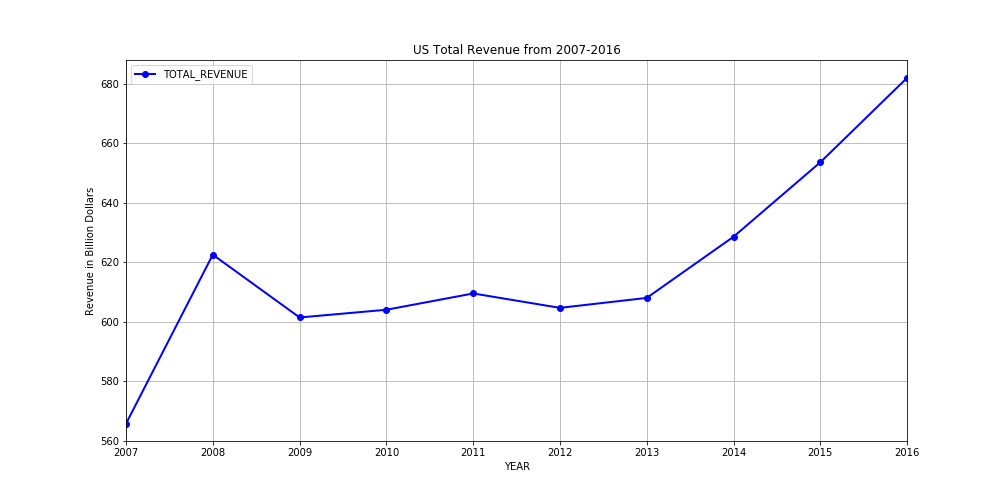 US Total Revenue from 2007-2016
TOTAL_REVENUE
Revenue in Billion Dollars
680
660
640
620
600
580
560
2007 2008 2009 2010 2011 2012 2013 2014 2015 2016
YEAR